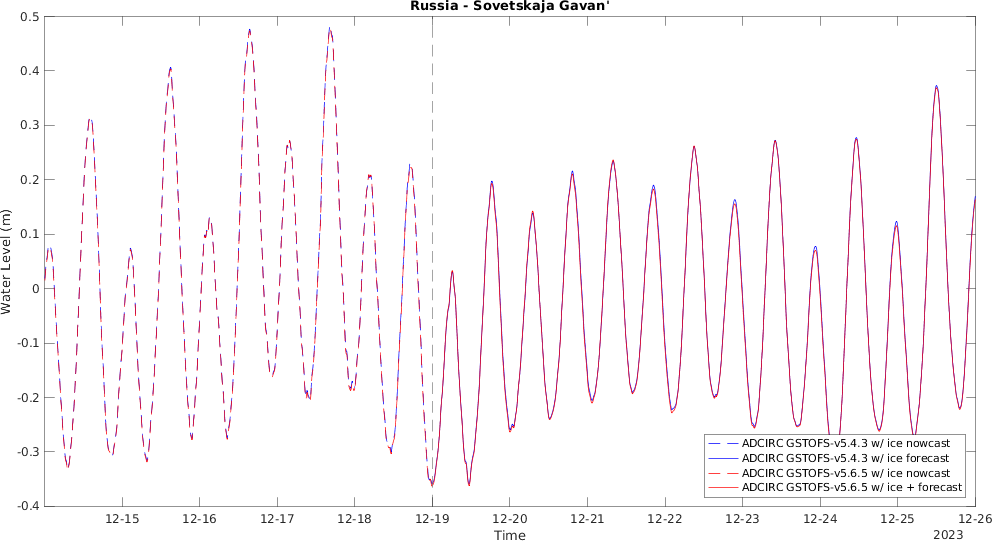 Russia - Sovetskaja Gavan'
0.5
0.4
0.3
0.2
0.1
0
-0.1
-0.2
-0.3
-0.4
Water Level (m)
12-15 12-16 12-17 12-18 12-19 12-20 12-21 12-22 12-23 12-24 12-25 12-26
Time
2023
ADCIRC GSTOFS-v5.4.3 w/ ice nowcast
ADCIRC GSTOFS-v5.4.3 w/ ice forecast
ADCIRC GSTOFS-v5.6.5 w/ ice nowcast
ADCIRC GSTOFS-v5.6.5 w/ ice + forecast